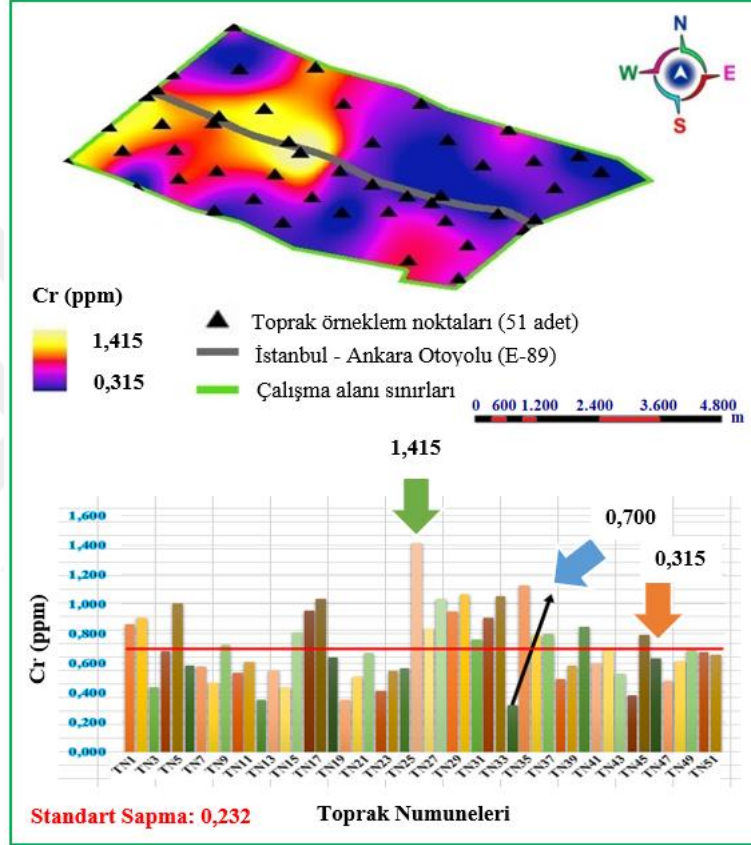 N
W E
S
Cr (ppm)
1,415
0,315
Toprak örneklem noktaları (51 adet)
İstanbul - Ankara Otoyolu (E-89)
Çalışma alanı sınırları
0 600 1.200 2.400 3.600 4.800
m
1,415
0,700
0,315
Cr (ppm)
1,600
1,400
1,200
1,000
0,800
0,600
0,400
0,200
0,000
TN1 TN3 TN5 TN7 TN9 TN11 TN13 TN15 TN17 TN19 TN21 TN23 TN25 TN27 TN29 TN31 TN33 TN35 TN37 TN39 TN41 TN43 TN45 TN47 TN49 TN51
Standart Sapma: 0,232 Toprak Numuneleri